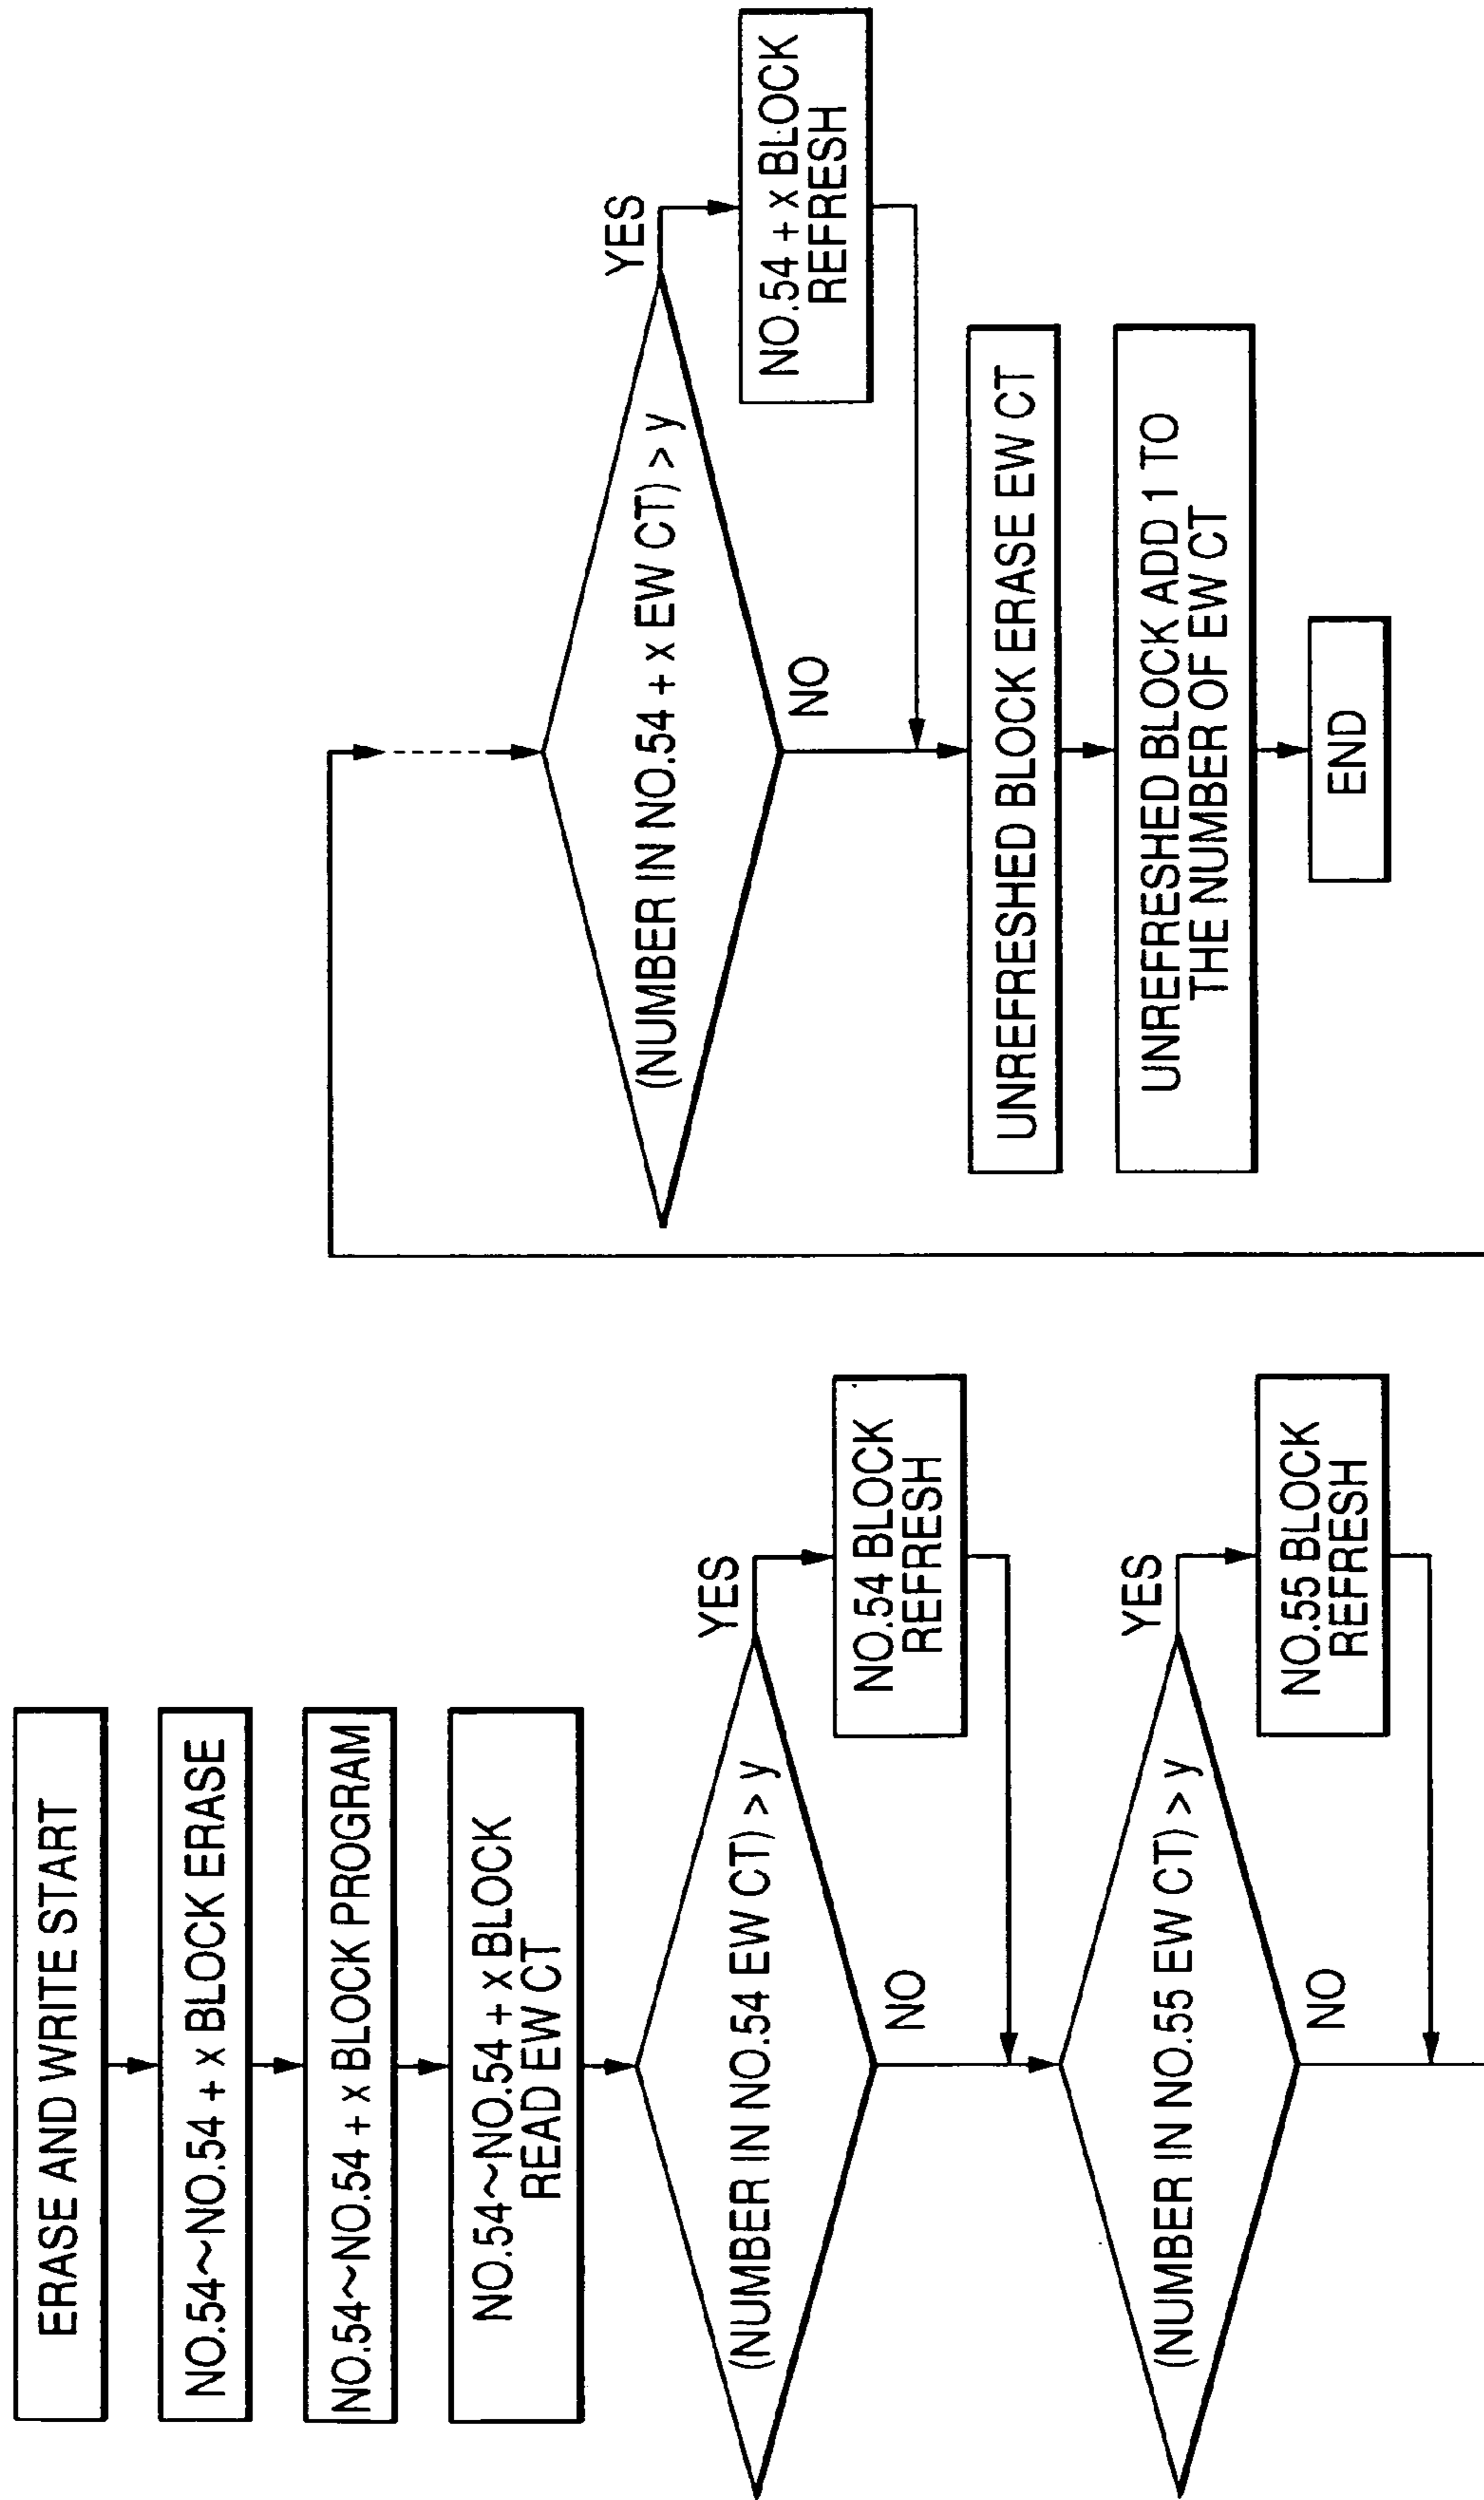 ERASE AND WRITE START
NO.54~NO.54 + x BLOCK ERASE
NO.54~NO.54 + x BLOCK PROGRAM
NO.54~NO.54 + x BLOCK
READ EW CT
(NUMBER IN NO.54 EW CT) > y
YES
NO.54 BLOCK
REFRESH
NO
(NUMBER IN NO.55 EW CT) > y
YES
NO.55 BLOCK
REFRESH
NO
(NUMBER IN NO.54 + x EW CT) > y
YES
NO.54 + x BLOCK
REFRESH
NO
UNREFRESHED BLOCK ERASE EW CT
UNREFRESHED BLOCK ADD 1 TO
THE NUMBER OF EW CT
END